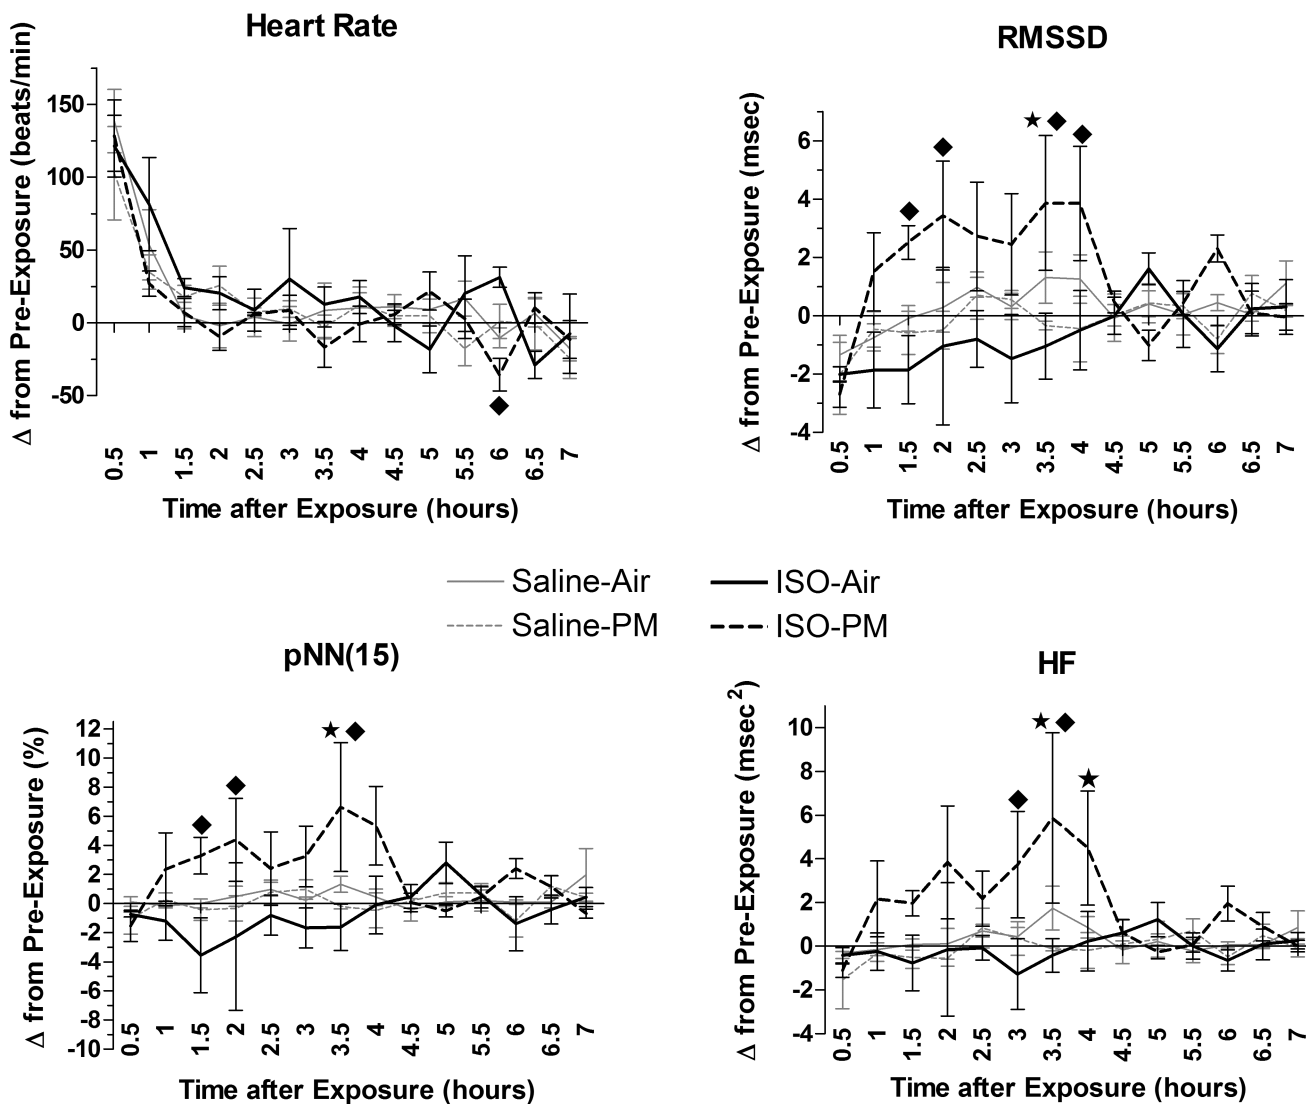 Heart Rate
Δ from Pre-Exposure (beats/min)
150
100
50
0
-50
0.5 1 1.5 2 2.5 3 3.5 4 4.5 5 5.5 6 6.5 7
Time after Exposure (hours)
RMSSD
Δ from Pre-Exposure (msec)
6
4
2
0
-2
-4
0.5 1 1.5 2 2.5 3 3.5 4 4.5 5 5.5 6 6.5 7
Time after Exposure (hours)
Saline-Air ISO-Air
Saline-PM ISO-PM
pNN(15)
Δ from Pre-Exposure (%)
12
10
8
6
4
2
0
-2
-4
-6
-8
-10
0.5 1 1.5 2 2.5 3 3.5 4 4.5 5 5.5 6 6.5 7
Time after Exposure (hours)
HF
Δ from Pre-Exposure (msec²)
10
8
6
4
2
0
-2
-4
0.5 1 1.5 2 2.5 3 3.5 4 4.5 5 5.5 6 6.5 7
Time after Exposure (hours)